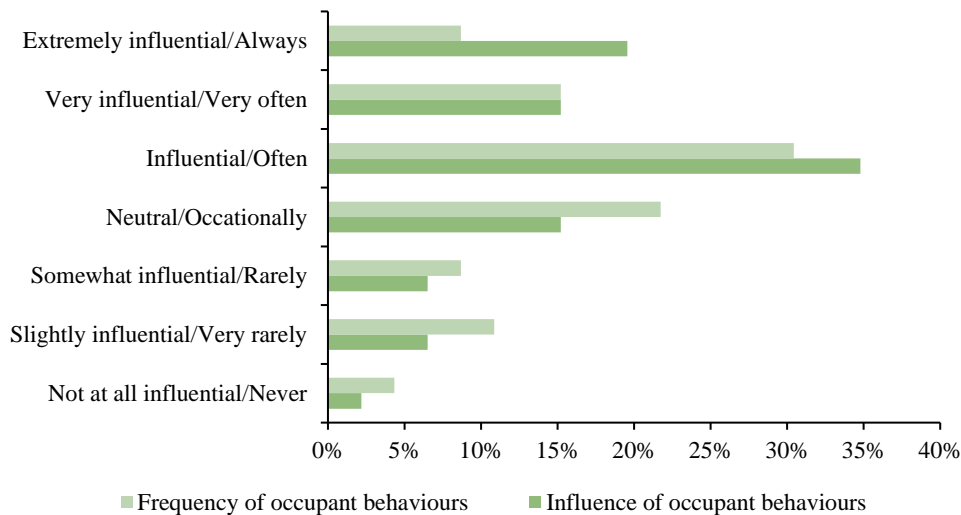 Extremely influential/Always
Very influential/Very often
Influential/Often
Neutral/Occationally
Somewhat influential/Rarely
Slightly influential/Very rarely
Not at all influential/Never
0% 5% 10% 15% 20% 25% 30% 35% 40%
Frequency of occupant behaviours Influence of occupant behaviours